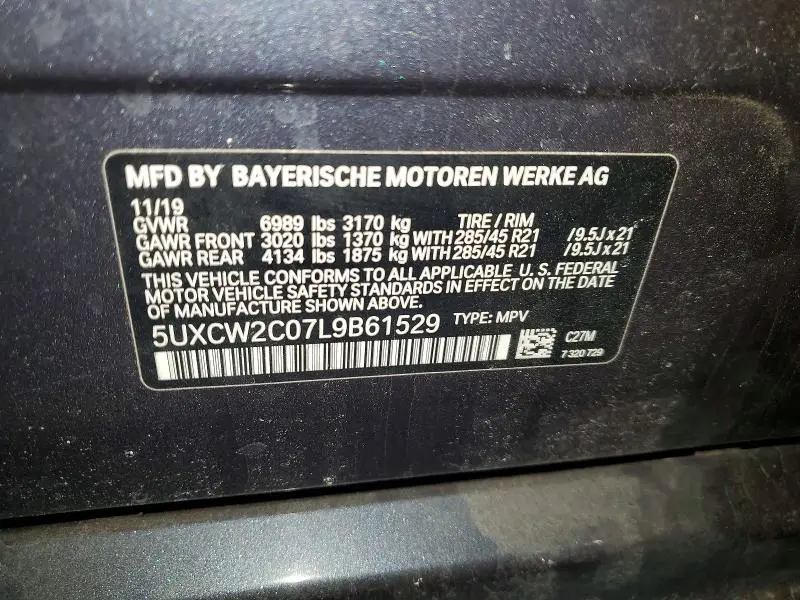 MFD BY BAYERISCHE MOTOREN WERKE AG
11/19
GVWR 6989 lbs 3170 kg TIRE / RIM
GAWR FRONT 3020 lbs 1370 kg WITH 285/45 R21 /9.5J x 21
GAWR REAR 4134 lbs 1875 kg WITH 285/45 R21 /9.5J x 21
THIS VEHICLE CONFORMS TO ALL APPLICABLE U. S. FEDERAL
MOTOR VEHICLE SAFETY STANDARDS IN EFFECT ON THE DATE
OF MANUFACTURE SHOWN ABOVE.
5UXCW2C07L9B61529 TYPE: MPV
C27M
7 320 729